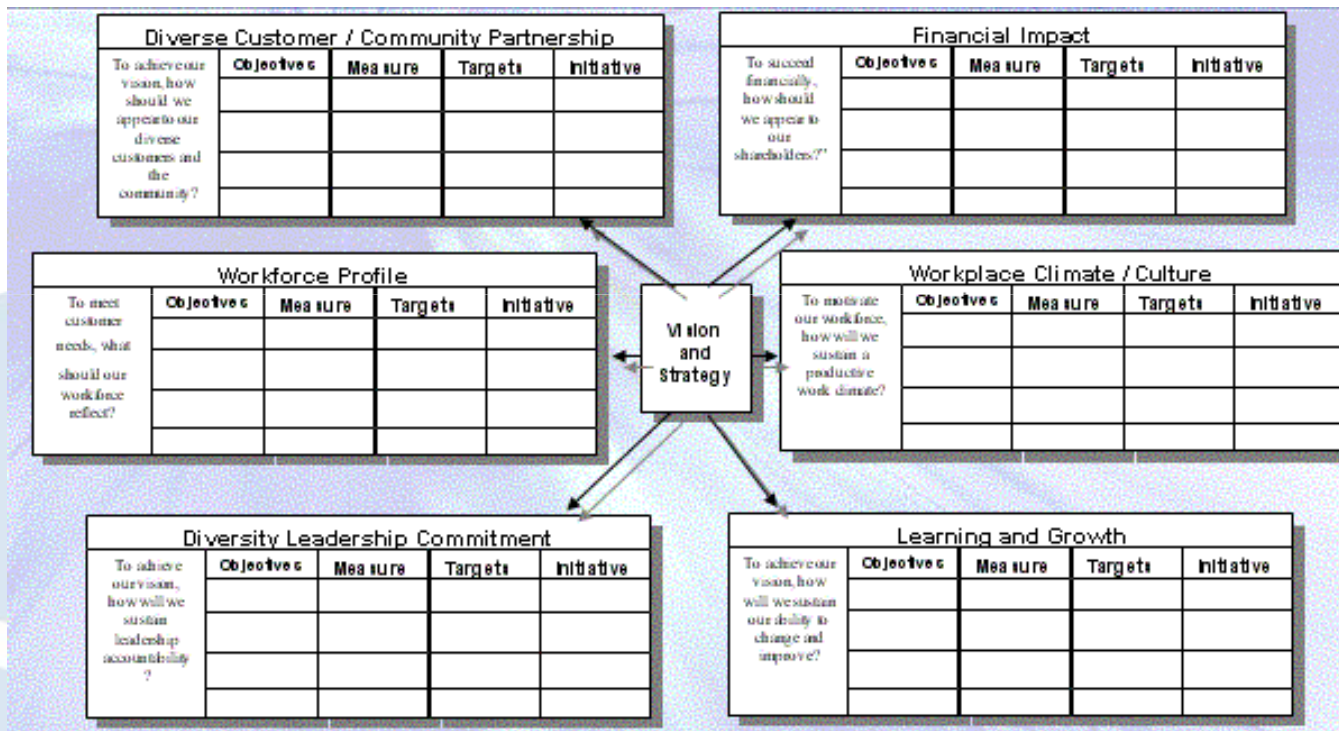 Diverse Customer / Community Partnership
To achieve our
vision, how
should we
appear to our
diverse
customers and
the
community?
Objectives Measure Targets Initiative
Financial Impact
To succeed
financially,
how should
we appear to
our
shareholders?"
Objectives Measure Targets Initiative
Workforce Profile
To meet
customer
needs, what
should our
workforce
reflect?
Objectives Measure Targets Initiative
Vision
and
Strategy
Workplace Climate / Culture
To motivate
our workforce,
how will we
sustain a
productive
work climate?
Objectives Measure Targets Initiative
Diversity Leadership Commitment
To achieve
our vision,
how will we
sustain
leadership
accountability
?
Objectives Measure Targets Initiative
Learning and Growth
To achieve our
vision, how
will we sustain
our ability to
change and
improve?
Objectives Measure Targets Initiative